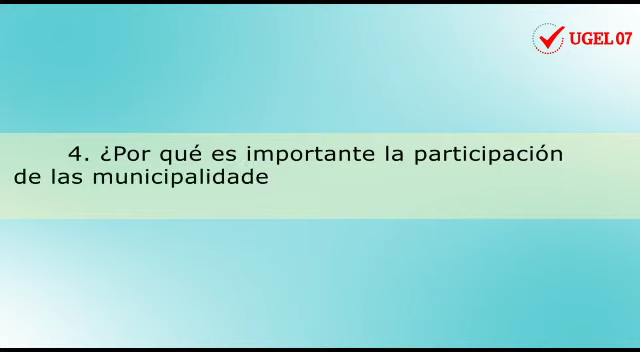 UGEL 07
4. ¿Por qué es importante la participación
de las municipalidade